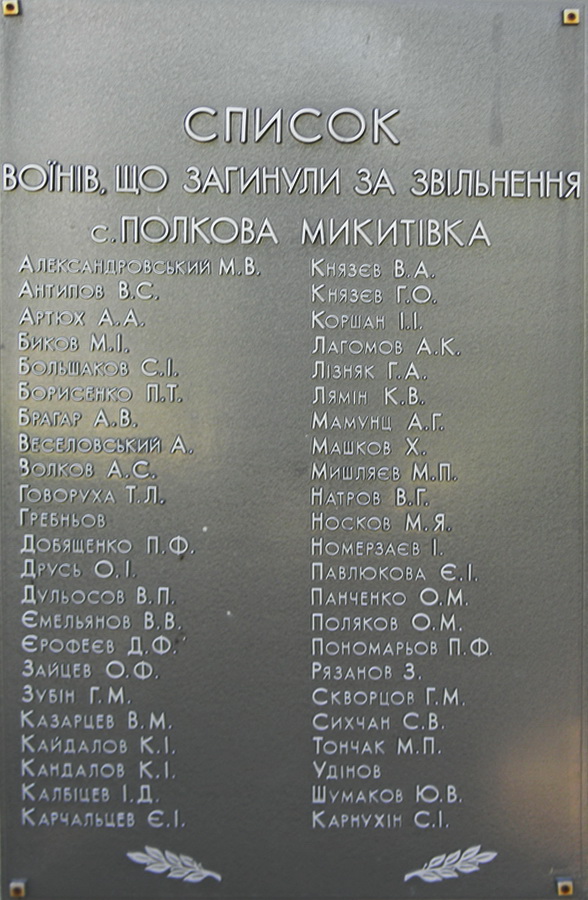 СПИСОК
ВОЇНІВ, ЩО ЗАГИНУЛИ ЗА ЗВІЛЬНЕННЯ
с. ПОЛКОВА МИКИТІВКА
АЛЕКСАНДРОВСЬКИЙ М.В.
АНТИПОВ В.С.
АРТЮХ А.А.
БИКОВ М.І.
БОЛЬШАКОВ С.І.
БОРИСЕНКО П.Т.
БРАГАР А.В.
ВЕСЕЛОВСЬКИЙ А.
ВОЛКОВ А.С.
ГОВОРУХА Т.Л.
ГРЕБНЬОВ
ДОБЯЩЕНКО П.Ф.
ДРУСЬ О.І.
ДУЛЬОСОВ В.П.
ЄМЕЛЬЯНОВ В.В.
ЄРОФЕЄВ Д.Ф.
ЗАЙЦЕВ О.Ф.
ЗУБІН Г.М.
КАЗАРЦЕВ В.М.
КАЙДАЛОВ К.І.
КАНДАЛОВ К.І.
КАЛБІЦЕВ І.Д.
КАРЧАЛЬЦЕВ Є.І.
КНЯЗЄВ В.А.
КНЯЗЄВ Г.О.
КОРШАН І.І.
ЛАГОМОВ А.К.
ЛІЗНЯК Г.А.
ЛЯМІН К.В.
МАМУНЦ А.Г.
МАШКОВ Х.
МИШЛЯЄВ М.П.
НАТРОВ В.Г.
НОСКОВ М.Я.
НОМЕРЗАЄВ І.
ПАВЛЮКОВА Є.І.
ПАНЧЕНКО О.М.
ПОЛЯКОВ О.М.
ПОНОМАРЬОВ П.Ф.
РЯЗАНОВ З.
СКВОРЦОВ Г.М.
СИХЧАН С.В.
ТОНЧАК М.П.
УДІНОВ
ШУМАКОВ Ю.В.
КАРНУХІН С.І.